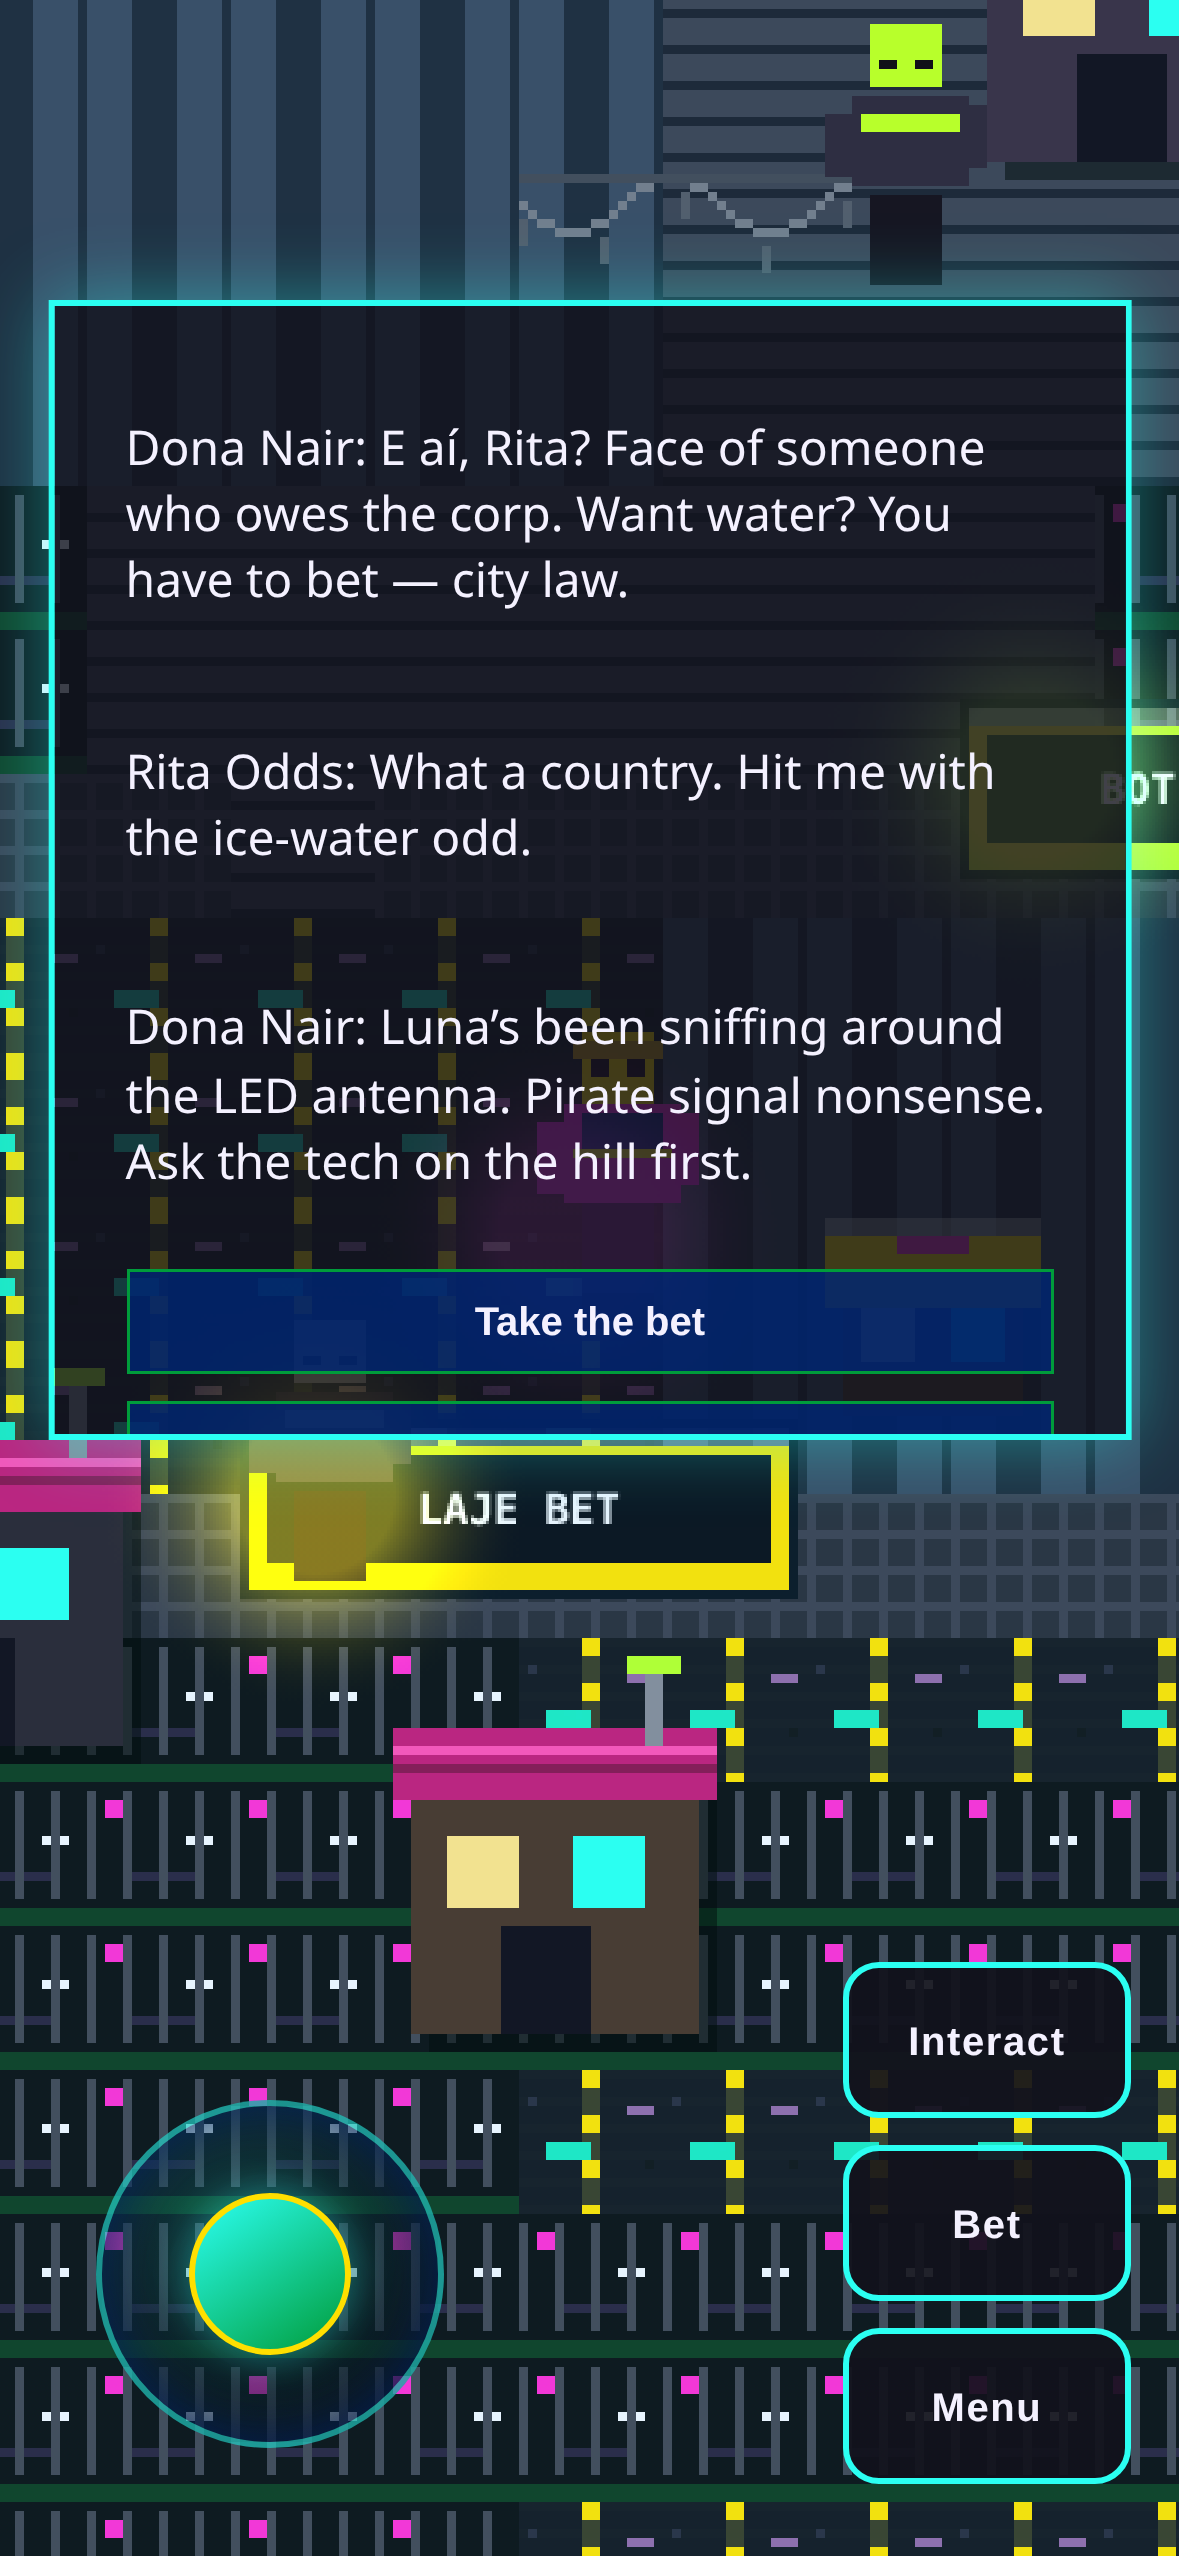 Dona Nair: E aí, Rita? Face of someone
who owes the corp. Want water? You
have to bet — city law.
BOT
Rita Odds: What a country. Hit me with
the ice-water odd.
Dona Nair: Luna’s been sniffing around
the LED antenna. Pirate signal nonsense.
Ask the tech on the hill first.
Take the bet
LAJE BET
Interact
Bet
Menu